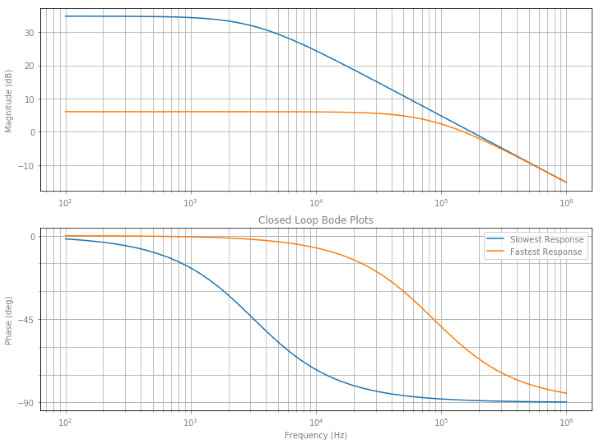 Magnitude (dB)
30
20
10
0
−10
10² 10³ 10⁴ 10⁵ 10⁶
Closed Loop Bode Plots
Phase (deg)
0
−45
−90
Slowest Response
Fastest Response
10² 10³ 10⁴ 10⁵ 10⁶
Frequency (Hz)